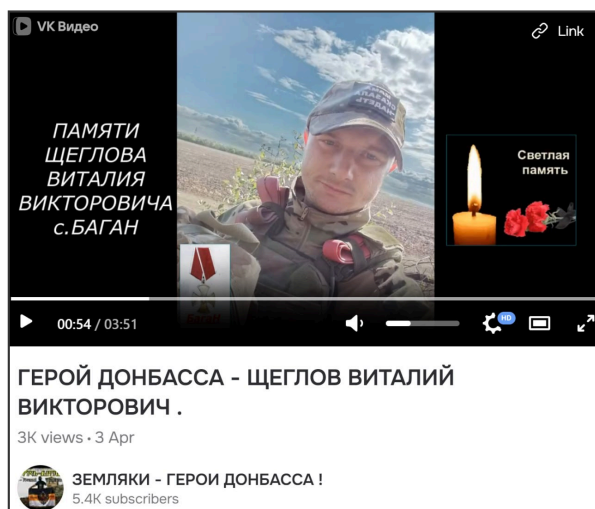 VK Видео
Link
ПАМЯТИ
ЩЕГЛОВА
ВИТАЛИЯ
ВИКТОРОВИЧА
с.БАГАН
Светлая
память
Баган
00:54 / 03:51
HD
ГЕРОЙ ДОНБАССА - ЩЕГЛОВ ВИТАЛИЙ
ВИКТОРОВИЧ .
3K views • 3 Apr
ЗЕМЛЯКИ - ГЕРОИ ДОНБАССА !
5.4K subscribers